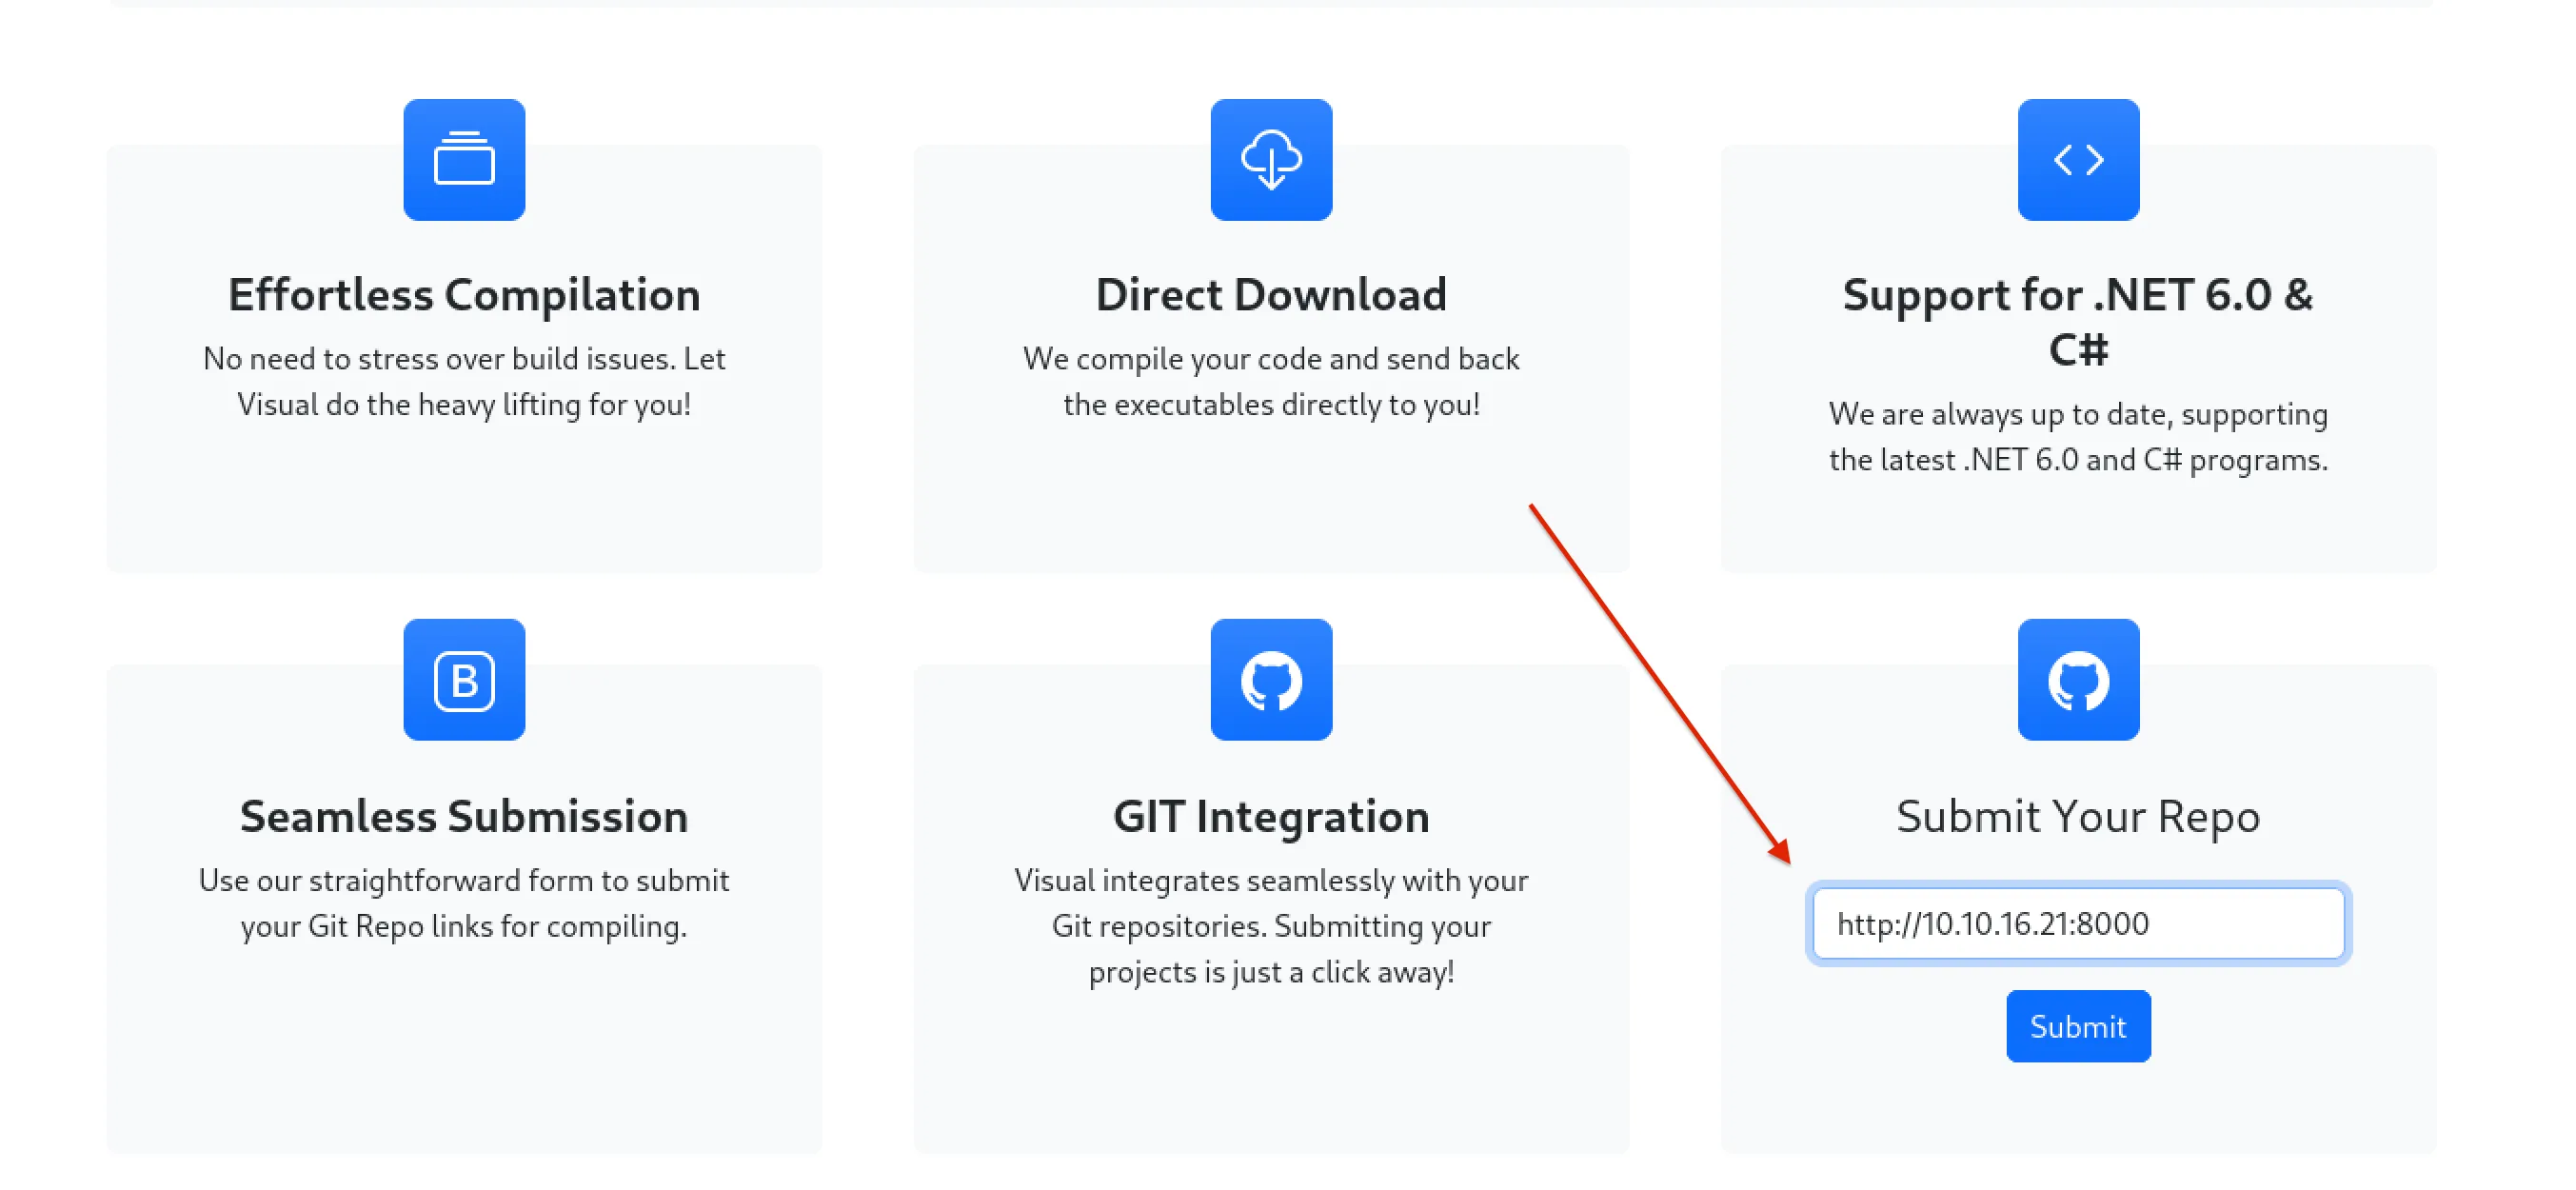 Effortless Compilation
No need to stress over build issues. Let
Visual do the heavy lifting for you!
Direct Download
We compile your code and send back
the executables directly to you!
Support for .NET 6.0 &
C#
We are always up to date, supporting
the latest .NET 6.0 and C# programs.
B
Seamless Submission
Use our straightforward form to submit
your Git Repo links for compiling.
GIT Integration
Visual integrates seamlessly with your
Git repositories. Submitting your
projects is just a click away!
Submit Your Repo
http://10.10.16.21:8000
Submit